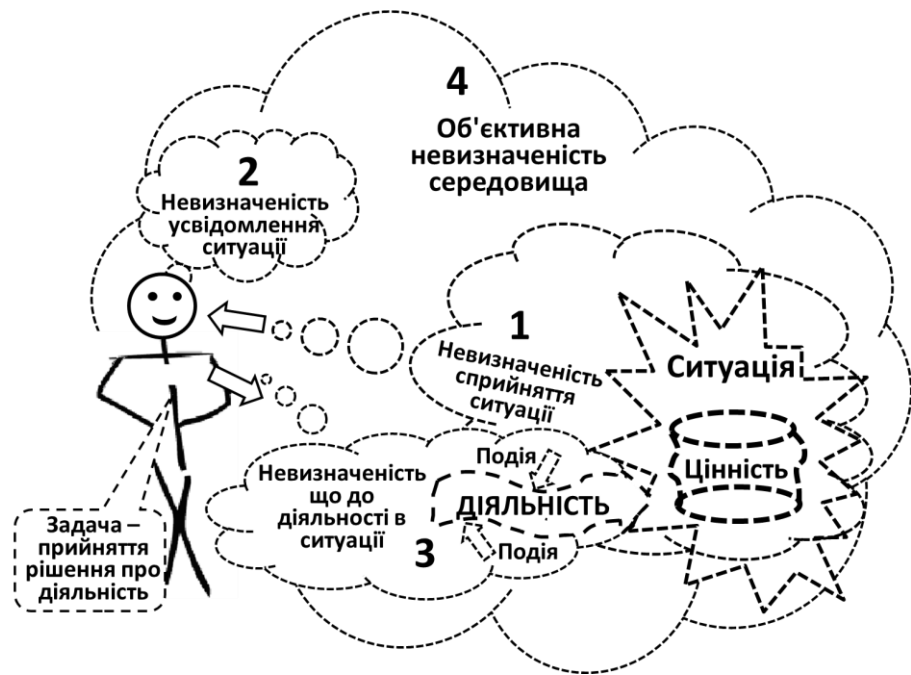 4
Об'єктивна
невизначеність
середовища
2
Невизначеність
усвідомлення
ситуації
1
Невизначеність
сприйняття
ситуації
Ситуація
Цінність
Невизначеність
що до
діяльності в
ситуації
3
Подія
ДІЯЛЬНІСТЬ
Подія
Задача –
прийняття
рішення про
діяльність